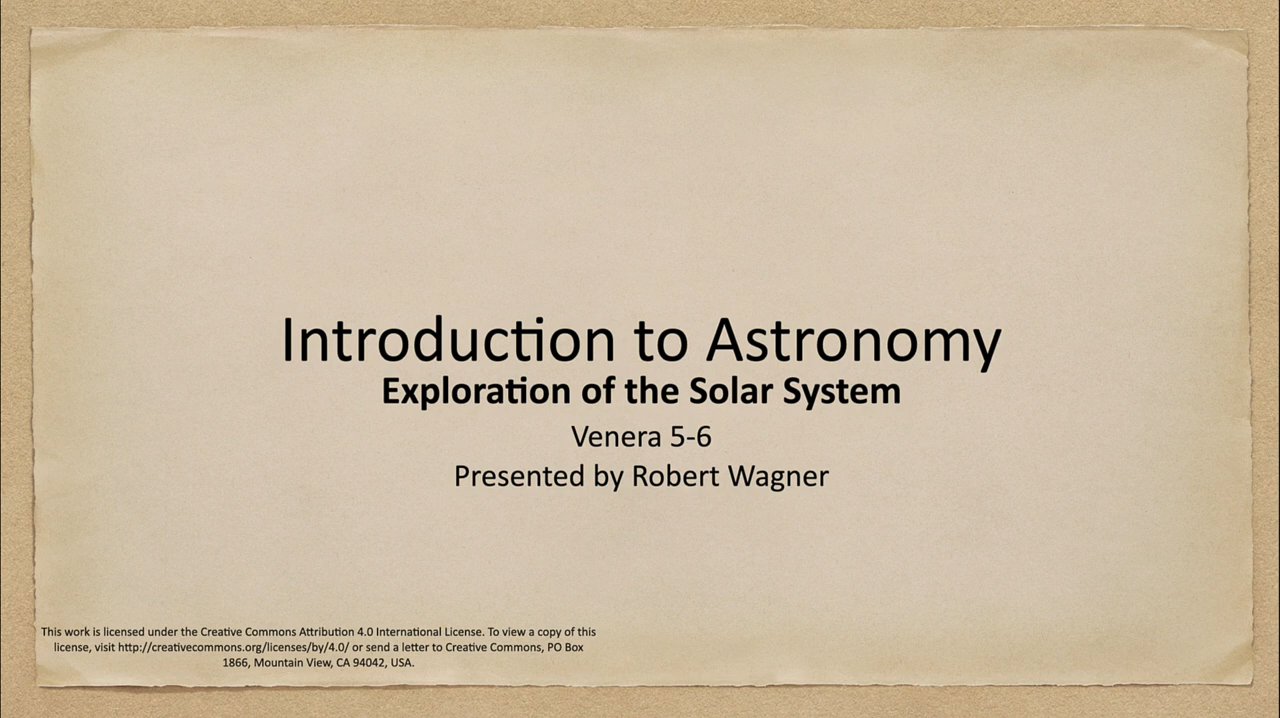 Introduction to Astronomy
Exploration of the Solar System
Venera 5-6
Presented by Robert Wagner
This work is licensed under the Creative Commons Attribution 4.0 International License. To view a copy of this
license, visit http://creativecommons.org/licenses/by/4.0/ or send a letter to Creative Commons, PO Box
1866, Mountain View, CA 94042, USA.